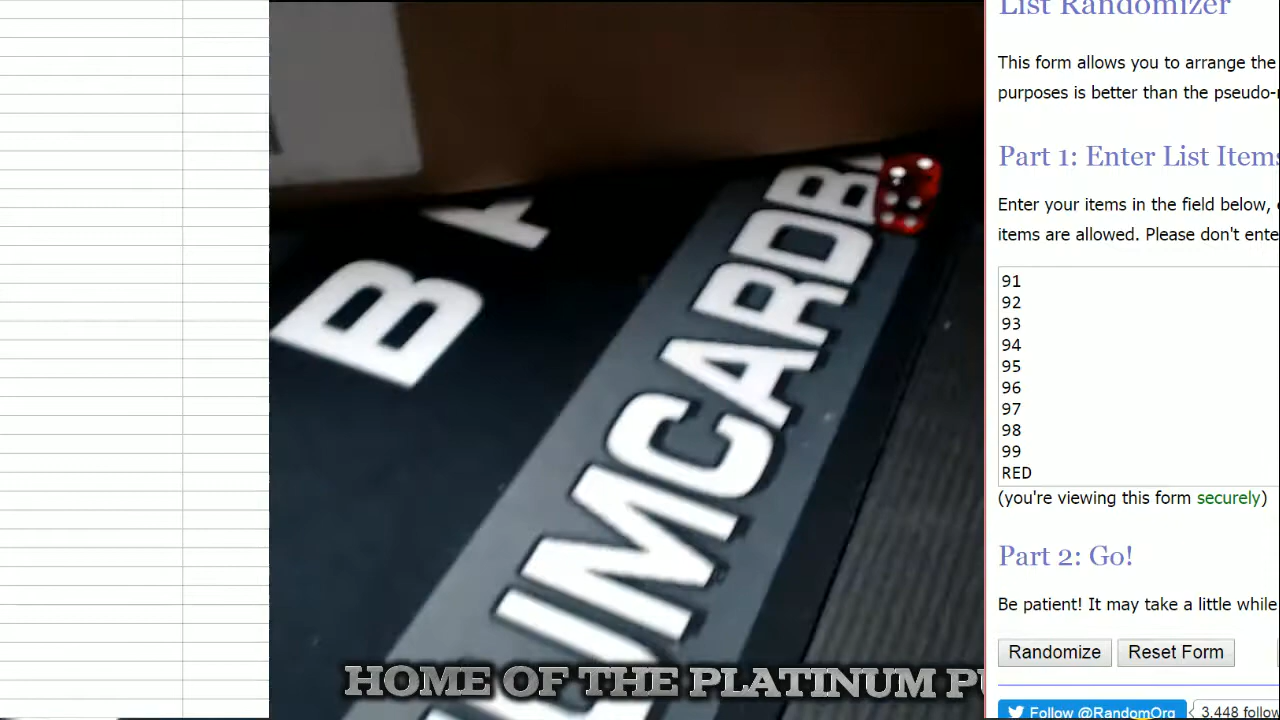 List Randomizer
This form allows you to arrange the
purposes is better than the pseudo-
Part 1: Enter List Items
Enter your items in the field below,
items are allowed. Please don't ente
91
92
93
94
95
96
97
98
99
RED
(you're viewing this form securely)
Part 2: Go!
Be patient! It may take a little while
Randomize Reset Form
Follow @RandomOrg 3,448 follow
B
UMCARDB
HOME OF THE PLATINUM P